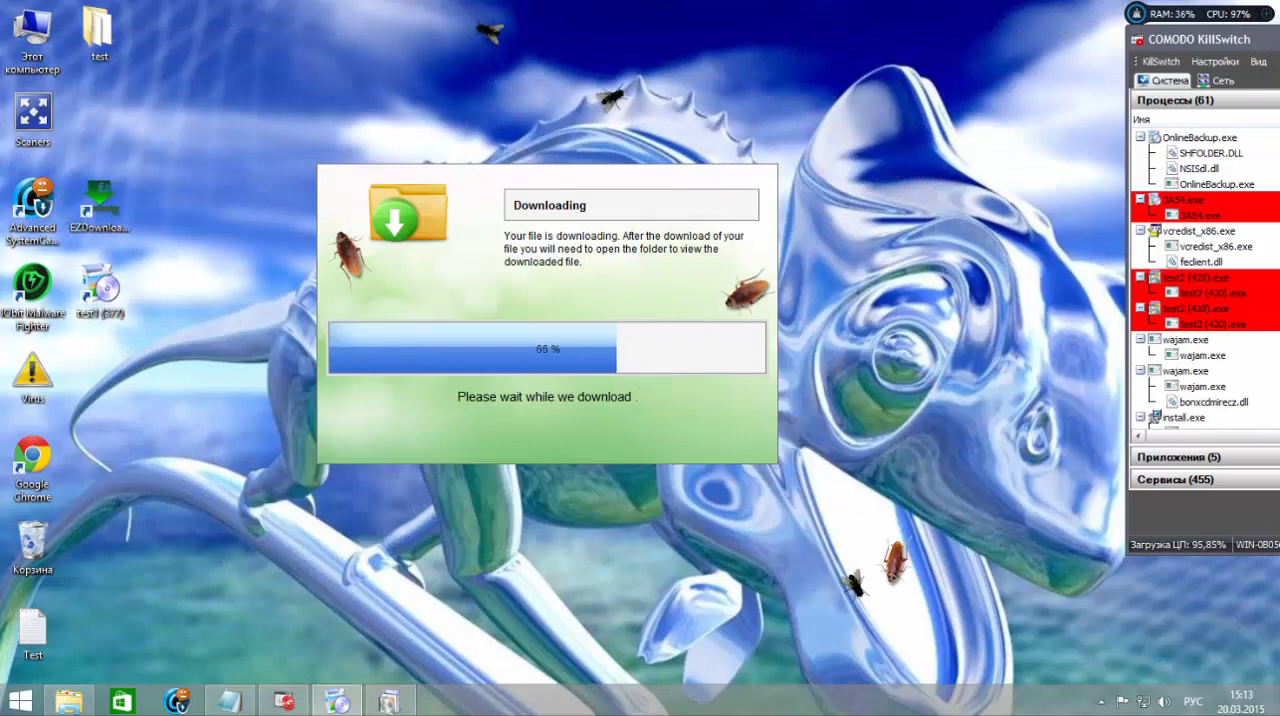 Этот
компьютер
test
Scaners
Advanced
SystemCa...
EZDownloa...
IObit Malware
Fighter
test1 (377)
Virus
Google
Chrome
Корзина
Test
Downloading
Your file is downloading. After the download of your
file you will need to open the folder to view the
downloaded file.
66 %
Please wait while we download .
RAM: 36% CPU: 97%
COMODO KillSwitch
KillSwitch Настройки Вид
Система Сеть
Процессы (61)
Имя
OnlineBackup.exe
SHFOLDER.DLL
NSISdl.dll
OnlineBackup.exe
3A54.exe
3A54.exe
vcredist_x86.exe
vcredist_x86.exe
feclient.dll
test2 (420).exe
test2 (420).exe
test2 (420).exe
test2 (420).exe
wajam.exe
wajam.exe
wajam.exe
wajam.exe
bonxcdmirecz.dll
install.exe
Приложения (5)
Сервисы (455)
Загрузка ЦП: 95,85% WIN-0B05
РУС
15:13
20.03.2015